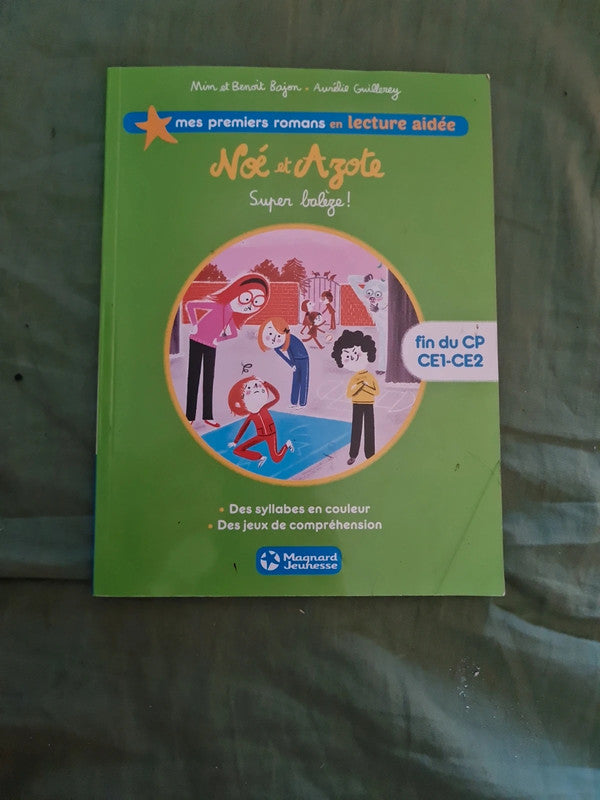 Mim et Benoit Bajon • Aurélie Guillerey
mes premiers romans en lecture aidée
Noé et Azote
Super balèze !
fin du CP
CE1-CE2
• Des syllabes en couleur
• Des jeux de compréhension
Magnard
Jeunesse